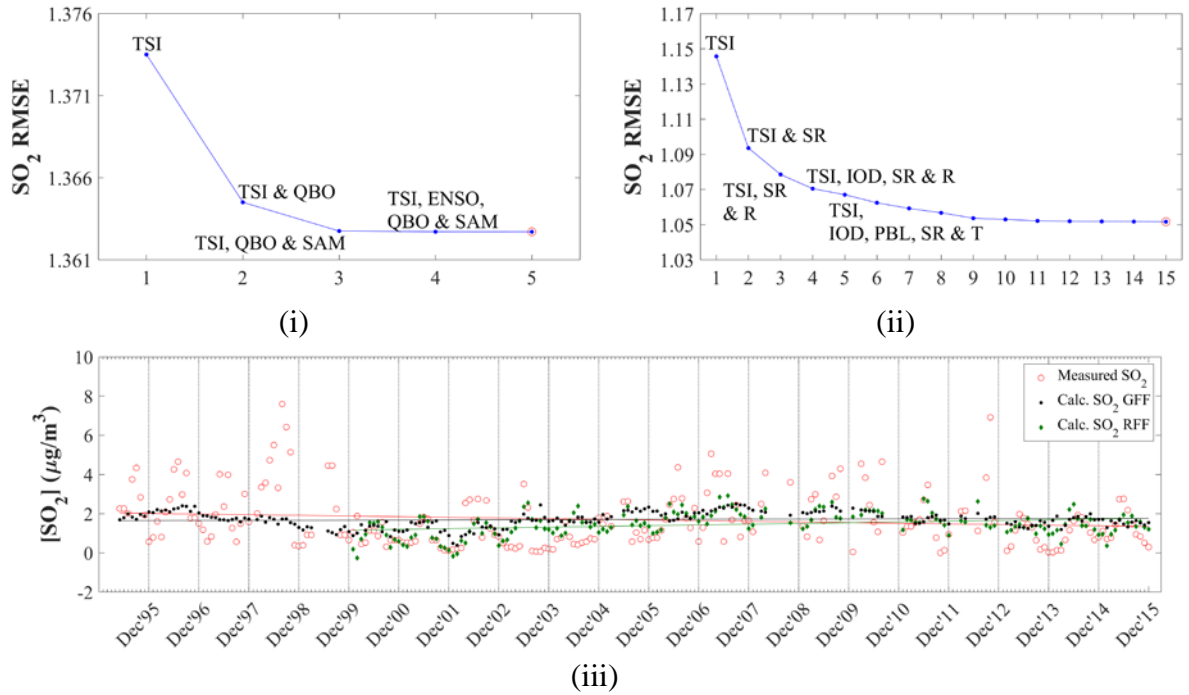 1.376
1.371
1.366
1.361
SO2 RMSE
TSI
TSI & QBO
TSI, QBO & SAM
TSI, ENSO,
QBO & SAM
1 2 3 4 5
(i)
1.17
1.15
1.13
1.11
1.09
1.07
1.05
1.03
SO2 RMSE
TSI
TSI & SR
TSI, SR
& R
TSI, IOD, SR & R
TSI,
IOD, PBL, SR & T
1 2 3 4 5 6 7 8 9 10 11 12 13 14 15
(ii)
10
8
6
4
2
0
-2
[SO2] (μg/m3)
Measured SO2
Calc. SO2 GFF
Calc. SO2 RFF
Dec'95 Dec'96 Dec'97 Dec'98 Dec'99 Dec'00 Dec'01 Dec'02 Dec'03 Dec'04 Dec'05 Dec'06 Dec'07 Dec'08 Dec'09 Dec'10 Dec'11 Dec'12 Dec'13 Dec'14 Dec'15
(iii)